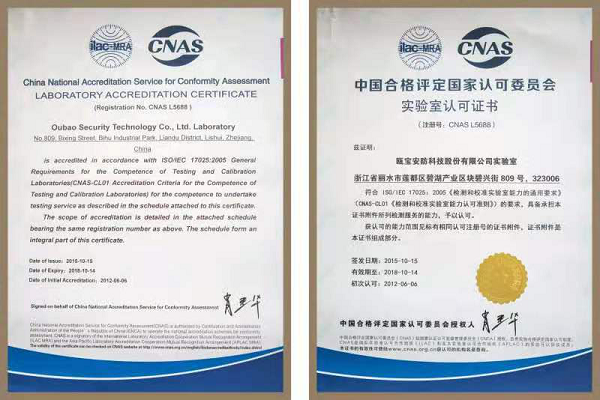 ilac-MRA
CNAS
China National Accreditation Service for Conformity Assessment
LABORATORY ACCREDITATION CERTIFICATE
(Registration No. CNAS L5688)
Oubao Security Technology Co., Ltd. Laboratory
No.809, Bixing Street, Bihu Industrial Park, Liandu District, Lishui, Zhejiang,
China
is accredited in accordance with ISO/IEC 17025:2005 General
Requirements for the Competence of Testing and Calibration
Laboratories(CNAS-CL01 Accreditation Criteria for the Competence of
Testing and Calibration Laboratories) for the competence to undertake
testing service as described in the schedule attached to this certificate.
The scope of accreditation is detailed in the attached schedule
bearing the same registration number as above. The schedule form an
integral part of this certificate.
Date of Issue: 2015-10-15
Date of Expiry: 2018-10-14
Date of Initial Accreditation: 2012-06-06
Signed on behalf of China National Accreditation Service for Conformity Assessment
ilac-MRA
CNAS
中国合格评定国家认可委员会
实验室认可证书
(注册号: CNAS L5688)
兹证明:
瓯宝安防科技股份有限公司实验室
浙江省丽水市莲都区碧湖产业区块碧兴街 809 号, 323006
符合 ISO/IEC 17025: 2005《检测和校准实验室能力的通用要求》
(CNAS-CL01《检测和校准实验室能力认可准则》)的要求, 具备承担本
证书附件所列检测服务的能力, 予以认可。
获认可的能力范围见标有相同认可注册号的证书附件, 证书附件是
本证书组成部分。
签发日期: 2015-10-15
有效期至: 2018-10-14
初次认可: 2012-06-06
中国合格评定国家认可委员会授权人